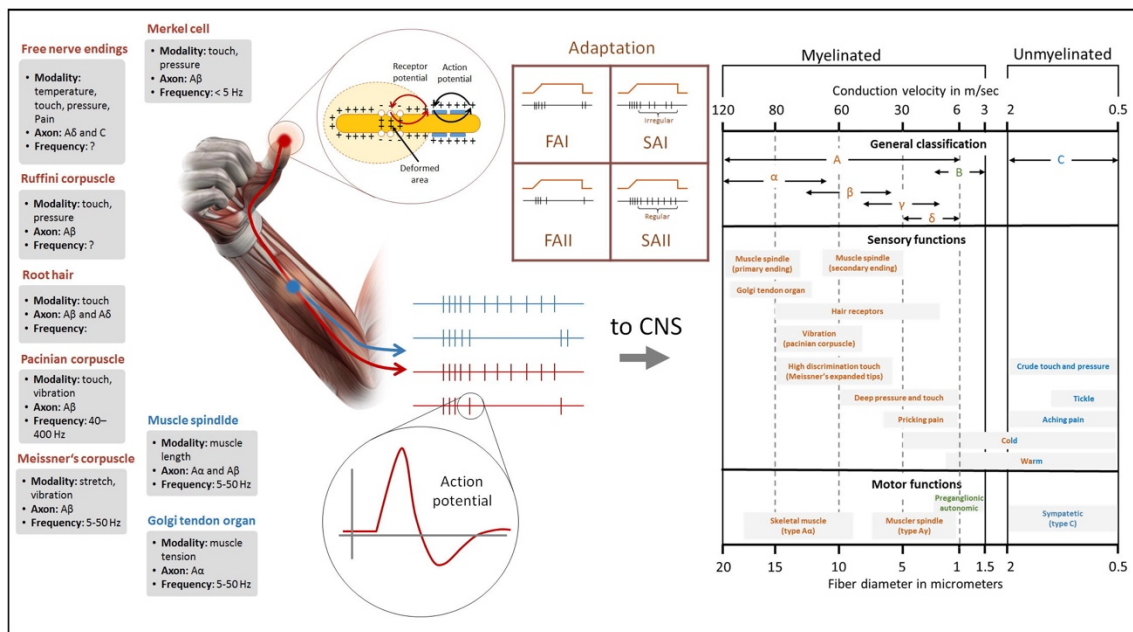 Free nerve endings
• Modality:
temperature,
touch, pressure,
Pain
• Axon: Aδ and C
• Frequency: ?
Ruffini corpuscle
• Modality: touch,
pressure
• Axon: Aβ
• Frequency: ?
Root hair
• Modality: touch
• Axon: Aβ and Aδ
• Frequency:
Pacinian corpuscle
• Modality: touch,
vibration
• Axon: Aβ
• Frequency: 40–
400 Hz
Meissner's corpuscle
• Modality: stretch,
vibration
• Axon: Aβ
• Frequency: 5-50 Hz
Merkel cell
• Modality: touch,
pressure
• Axon: Aβ
• Frequency: < 5 Hz
Muscle spindlde
• Modality: muscle
length
• Axon: Aα and Aβ
• Frequency: 5-50 Hz
Golgi tendon organ
• Modality: muscle
tension
• Axon: Aα
• Frequency: 5-50 Hz
Receptor
potential
Action
potential
Deformed
area
Adaptation
FAI
Irregular
SAI
FAII
Regular
SAII
to CNS
Action
potential
Myelinated
Unmyelinated
Conduction velocity in m/sec
120 90 60 30 6 3 2 0.5
General classification
A
B
C
α
β
γ
δ
Sensory functions
Muscle spindle
(primary ending)
Muscle spindle
(secondary ending)
Golgi tendon organ
Hair receptors
Vibration
(pacinian corpuscle)
High discrimination touch
(Meissner's expanded tips)
Crude touch and pressure
Deep pressure and touch
Tickle
Pricking pain
Aching pain
Cold
Warm
Motor functions
Preganglionic
autonomic
Skeletal muscle
(type Aα)
Muscler spindle
(type Aγ)
Sympatetic
(type C)
20 15 10 5 1 1.5 2 0.5
Fiber diameter in micrometers